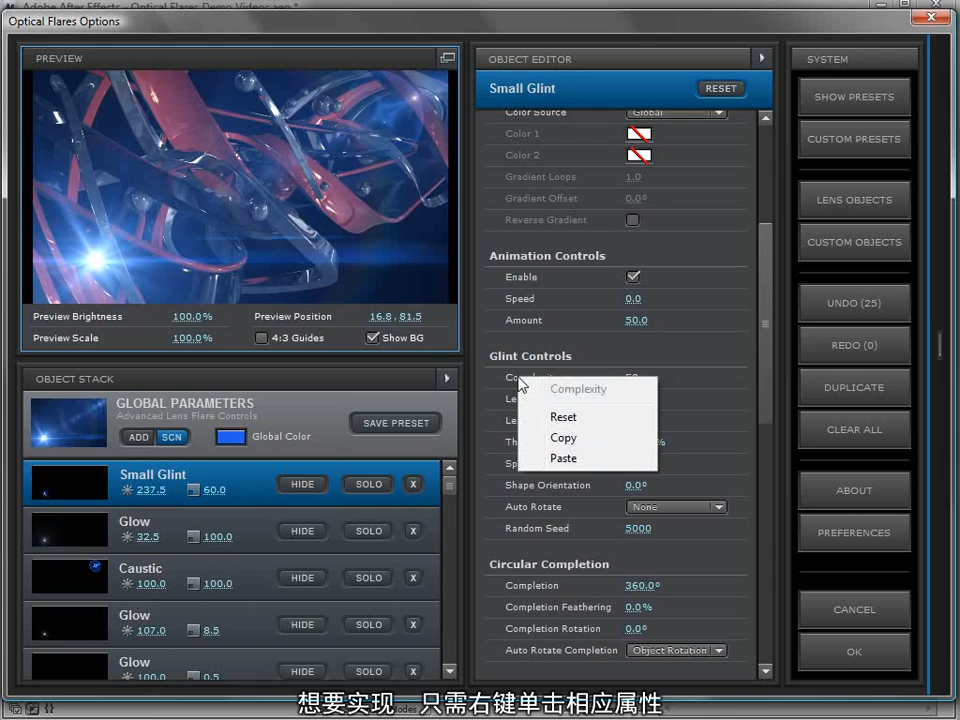 Adobe After Effects - Optical Flares Demo Videos.aep *
Optical Flares Options
PREVIEW
Preview Brightness 100.0% Preview Position 16.8 , 81.5
Preview Scale 100.0% 4:3 Guides Show BG
OBJECT STACK
GLOBAL PARAMETERS
Advanced Lens Flare Controls
ADD SCN Global Color SAVE PRESET
Small Glint
237.5 60.0 HIDE SOLO X
Glow
32.5 100.0 HIDE SOLO X
Caustic
100.0 100.0 HIDE SOLO X
Glow
107.0 8.5 HIDE SOLO X
Glow
100.0 0.5 HIDE SOLO X
OBJECT EDITOR
Small Glint RESET
Color Source Global
Color 1
Color 2
Gradient Loops 1.0
Gradient Offset 0.0°
Reverse Gradient
Animation Controls
Enable
Speed 0.0
Amount 50.0
Glint Controls
Complexity
Reset
Copy
Paste
Shape Orientation 0.0°
Auto Rotate None
Random Seed 5000
Circular Completion
Completion 360.0°
Completion Feathering 0.0%
Completion Rotation 0.0°
Auto Rotate Completion Object Rotation
SYSTEM
SHOW PRESETS
CUSTOM PRESETS
LENS OBJECTS
CUSTOM OBJECTS
UNDO (25)
REDO (0)
DUPLICATE
CLEAR ALL
ABOUT
PREFERENCES
CANCEL
OK
想要实现 只需右键单击相应属性